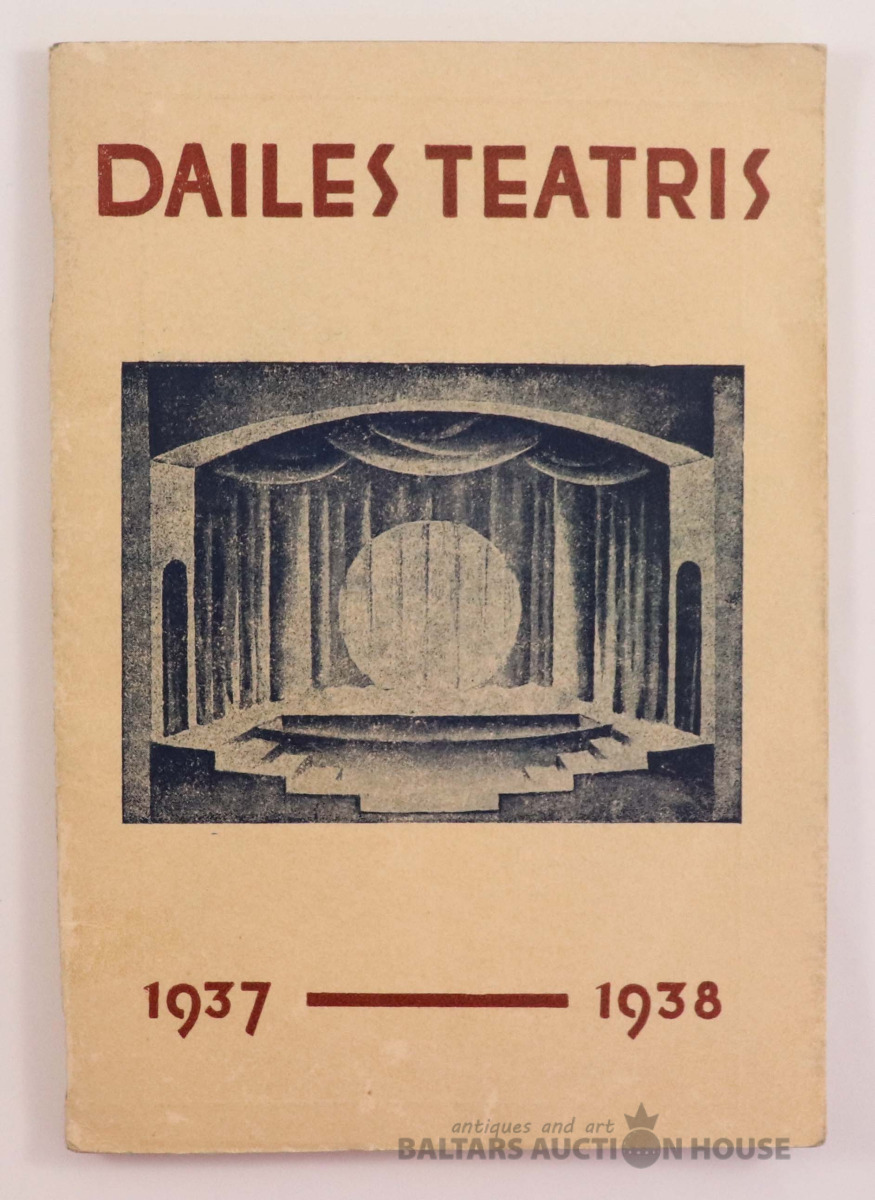 DAILES TEATRIS
1937 — 1938
antiques and art
BALTARS AUCTION HOUSE